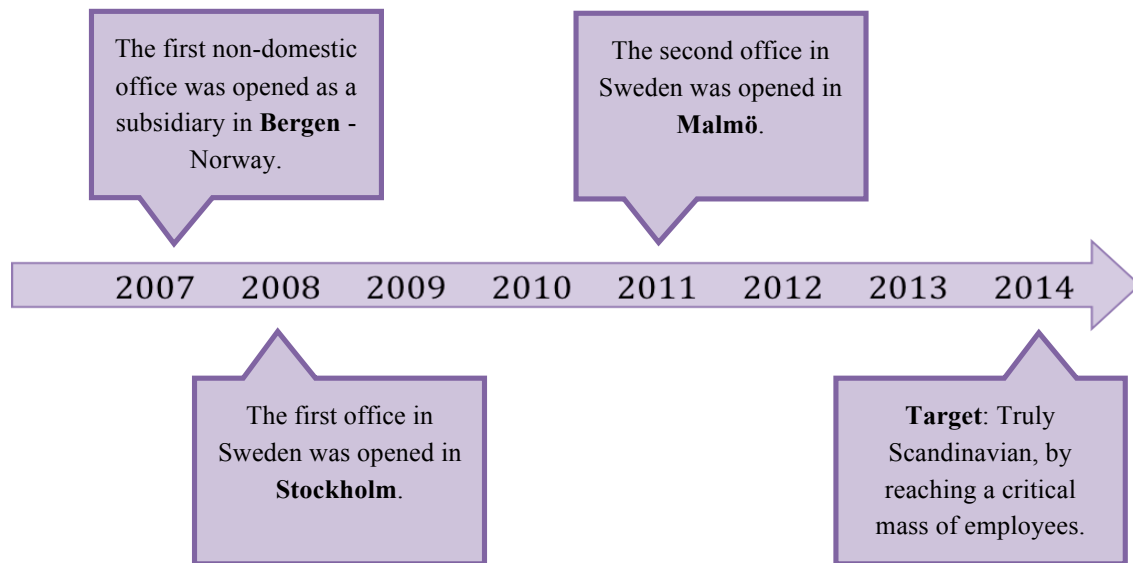 The first non-domestic
office was opened as a
subsidiary in Bergen -
Norway.
The second office in
Sweden was opened in
Malmö.
2007 2008 2009 2010 2011 2012 2013 2014
The first office in
Sweden was opened in
Stockholm.
Target: Truly
Scandinavian, by
reaching a critical
mass of employees.